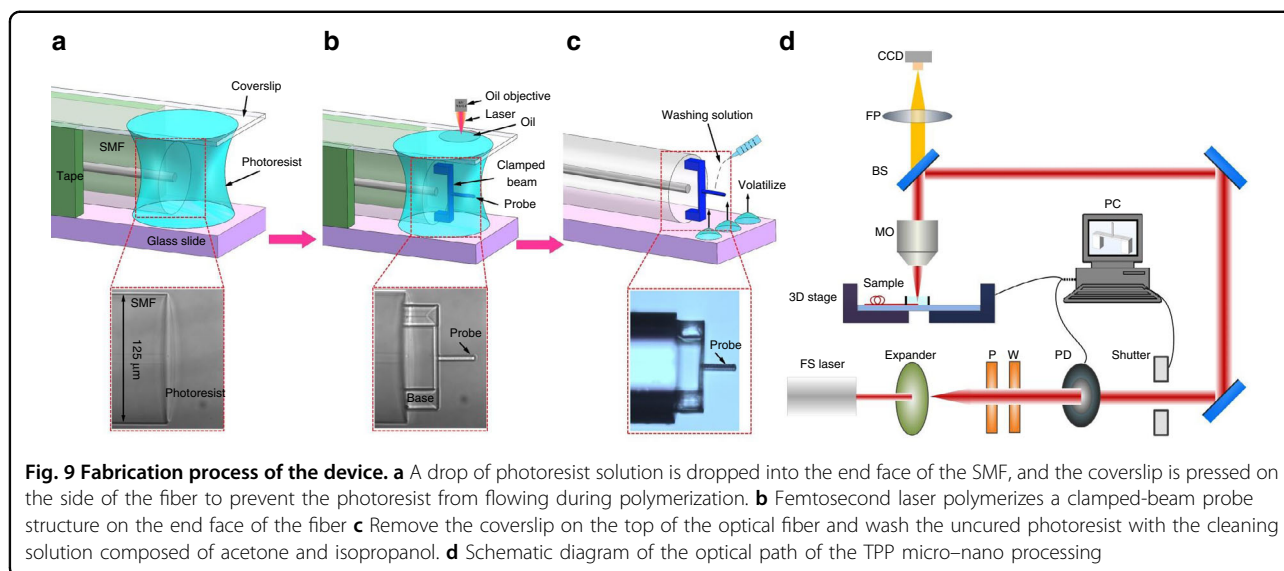 a
Coverslip
SMF
Photoresist
Tape
Glass slide
SMF
125 μm
Photoresist
b
Oil objective
Laser
Oil
Clamped
beam
Probe
Probe
Base
c
Washing solution
Volatilize
Probe
d
CCD
FP
BS
MO
PC
Sample
3D stage
FS laser
Expander
P
W
PD
Shutter
Fig. 9 Fabrication process of the device. a A drop of photoresist solution is dropped into the end face of the SMF, and the coverslip is pressed on
the side of the fiber to prevent the photoresist from flowing during polymerization. b Femtosecond laser polymerizes a clamped-beam probe
structure on the end face of the fiber c Remove the coverslip on the top of the optical fiber and wash the uncured photoresist with the cleaning
solution composed of acetone and isopropanol. d Schematic diagram of the optical path of the TPP micro–nano processing